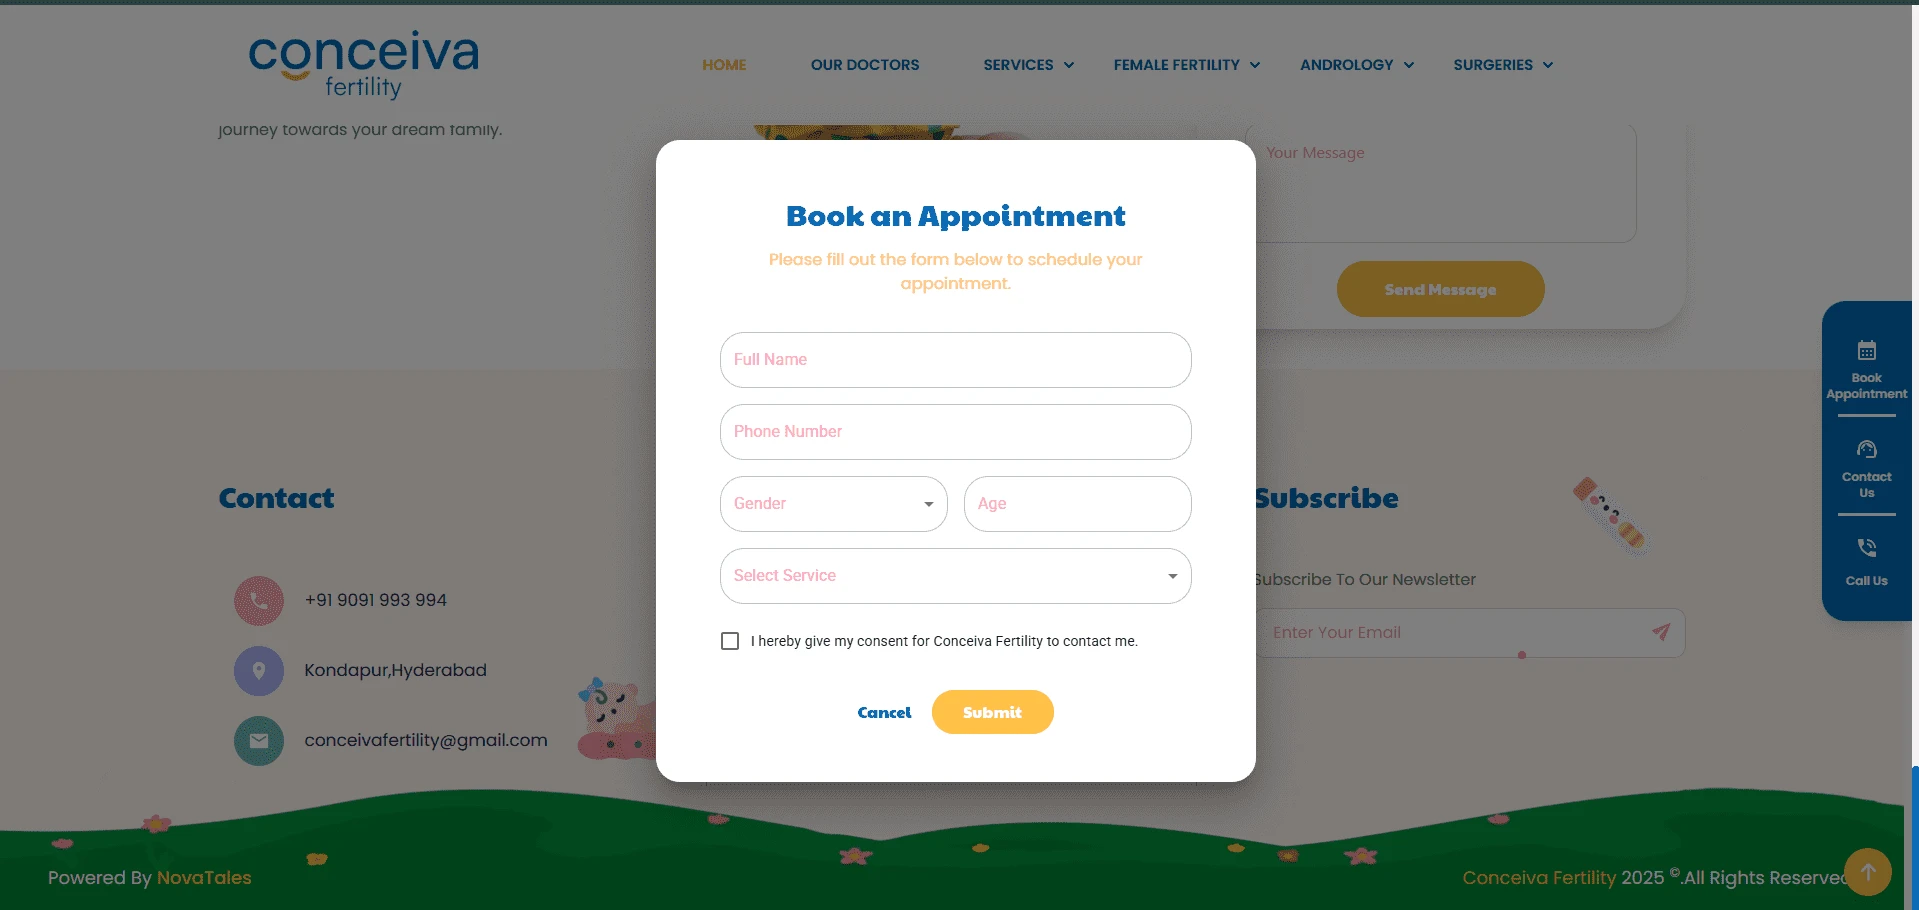 conceiva
fertility
HOME
OUR DOCTORS
SERVICES
FEMALE FERTILITY
ANDROLOGY
SURGERIES
journey towards your dream family.
Your Message
Send Message
Book an Appointment
Please fill out the form below to schedule your
appointment.
Full Name
Phone Number
Gender
Age
Select Service
I hereby give my consent for Conceiva Fertility to contact me.
Cancel
Submit
Book
Appointment
Contact
Us
Call Us
Contact
+91 9091 993 994
Kondapur,Hyderabad
conceivafertility@gmail.com
Subscribe
Subscribe To Our Newsletter
Enter Your Email
Powered By NovaTales
Conceiva Fertility 2025 ©.All Rights Reserved